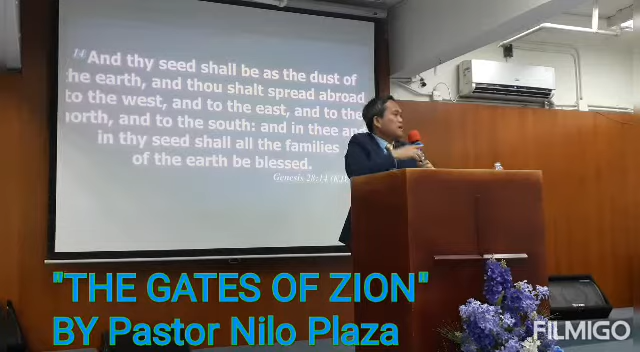 14 And thy seed shall be as the dust of
the earth, and thou shalt spread abroad
to the west, and to the east, and to the
north, and to the south: and in thee and
in thy seed shall all the families
of the earth be blessed.
Genesis 28:14
"THE GATES OF ZION"
BY Pastor Nilo Plaza
FILMIGO